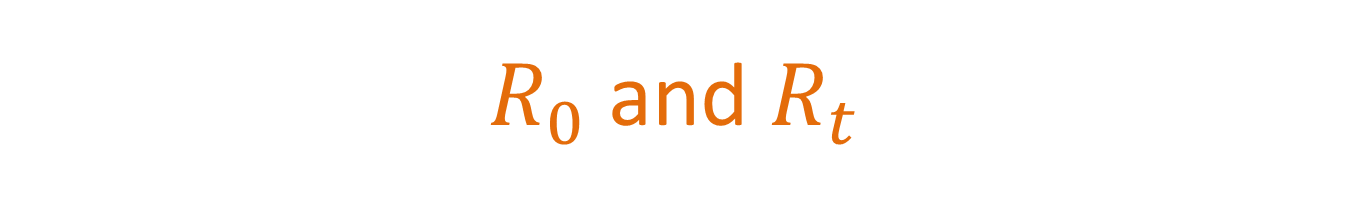 R₀ and Rₜ